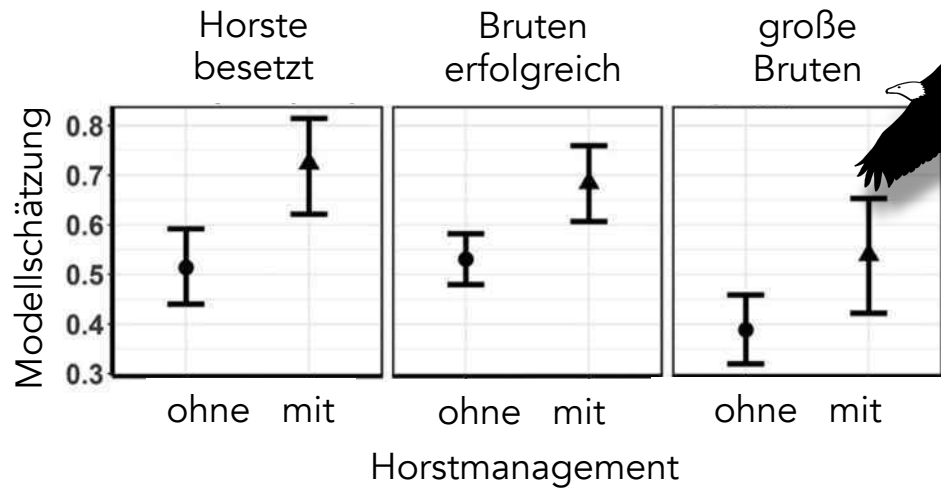 Horste
besetzt
Bruten
erfolgreich
große
Bruten
Modellschätzung
0.8
0.7
0.6
0.5
0.4
0.3
ohne mit
ohne mit
ohne mit
Horstmanagement